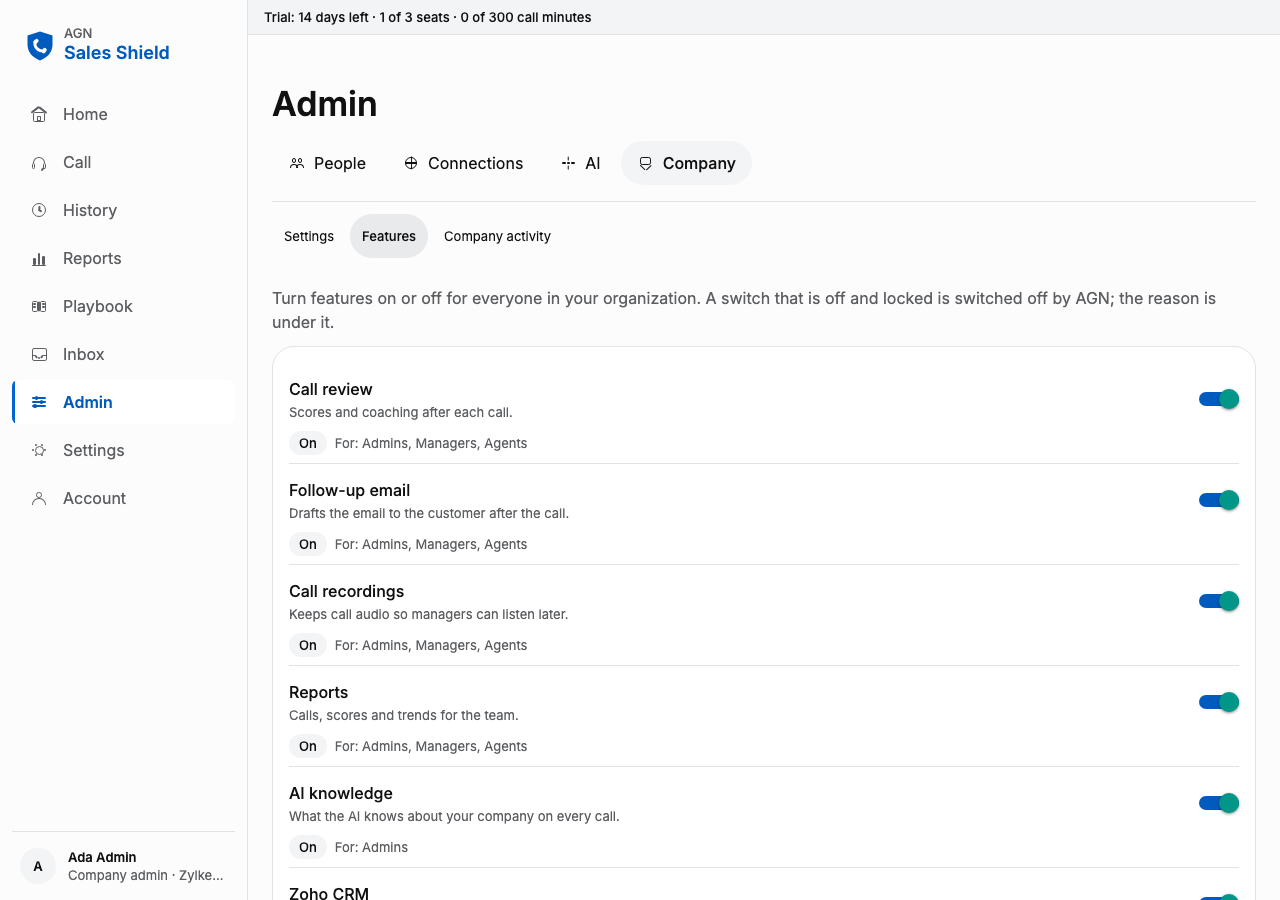 Trial: 14 days left · 1 of 3 seats · 0 of 300 call minutes
AGN
Sales Shield
Home
Call
History
Reports
Playbook
Inbox
Admin
Settings
Account
Ada Admin
Company admin · Zylke...
Admin
People
Connections
AI
Company
Settings
Features
Company activity
Turn features on or off for everyone in your organization. A switch that is off and locked is switched off by AGN; the reason is
under it.
Call review
Scores and coaching after each call.
On For: Admins, Managers, Agents
Follow-up email
Drafts the email to the customer after the call.
On For: Admins, Managers, Agents
Call recordings
Keeps call audio so managers can listen later.
On For: Admins, Managers, Agents
Reports
Calls, scores and trends for the team.
On For: Admins, Managers, Agents
AI knowledge
What the AI knows about your company on every call.
On For: Admins
Zoho CRM